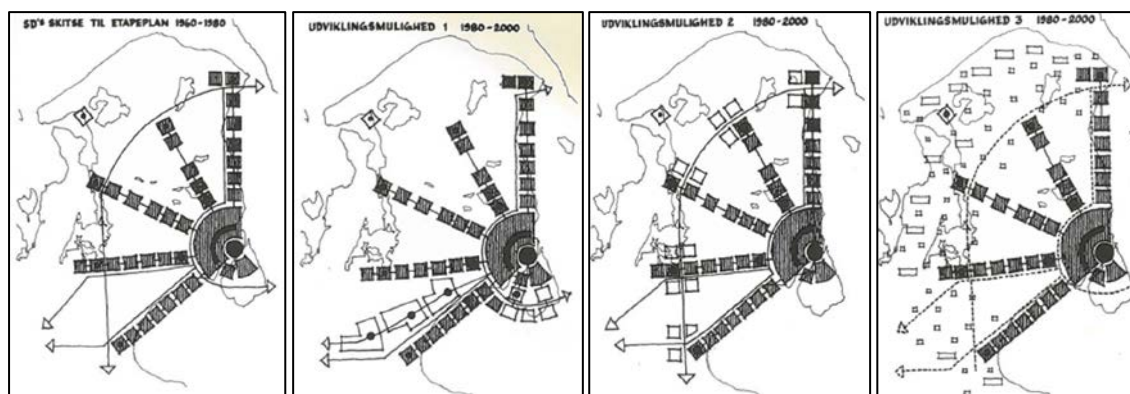 SD'S SKITSE TIL ETAPEPLAN 1960-1980
UDVIKLINGSMULIGHED 1 1980-2000
UDVIKLINGSMULIGHED 2 1980-2000
UDVIKLINGSMULIGHED 3 1980-2000